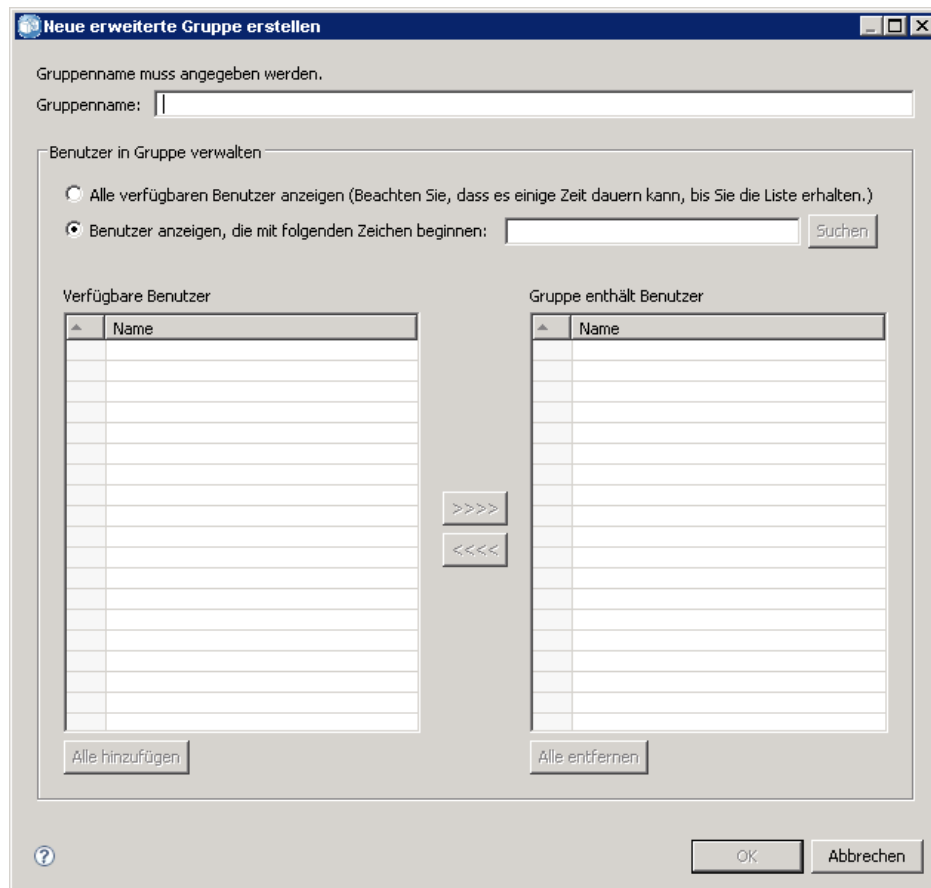 Neue erweiterte Gruppe erstellen
Gruppenname muss angegeben werden.
Gruppenname:
Benutzer in Gruppe verwalten
Alle verfügbaren Benutzer anzeigen (Beachten Sie, dass es einige Zeit dauern kann, bis Sie die Liste erhalten.)
Benutzer anzeigen, die mit folgenden Zeichen beginnen: Suchen
Verfügbare Benutzer Gruppe enthält Benutzer
Name Name
>>>>
<<<<
Alle hinzufügen Alle entfernen
? OK Abbrechen